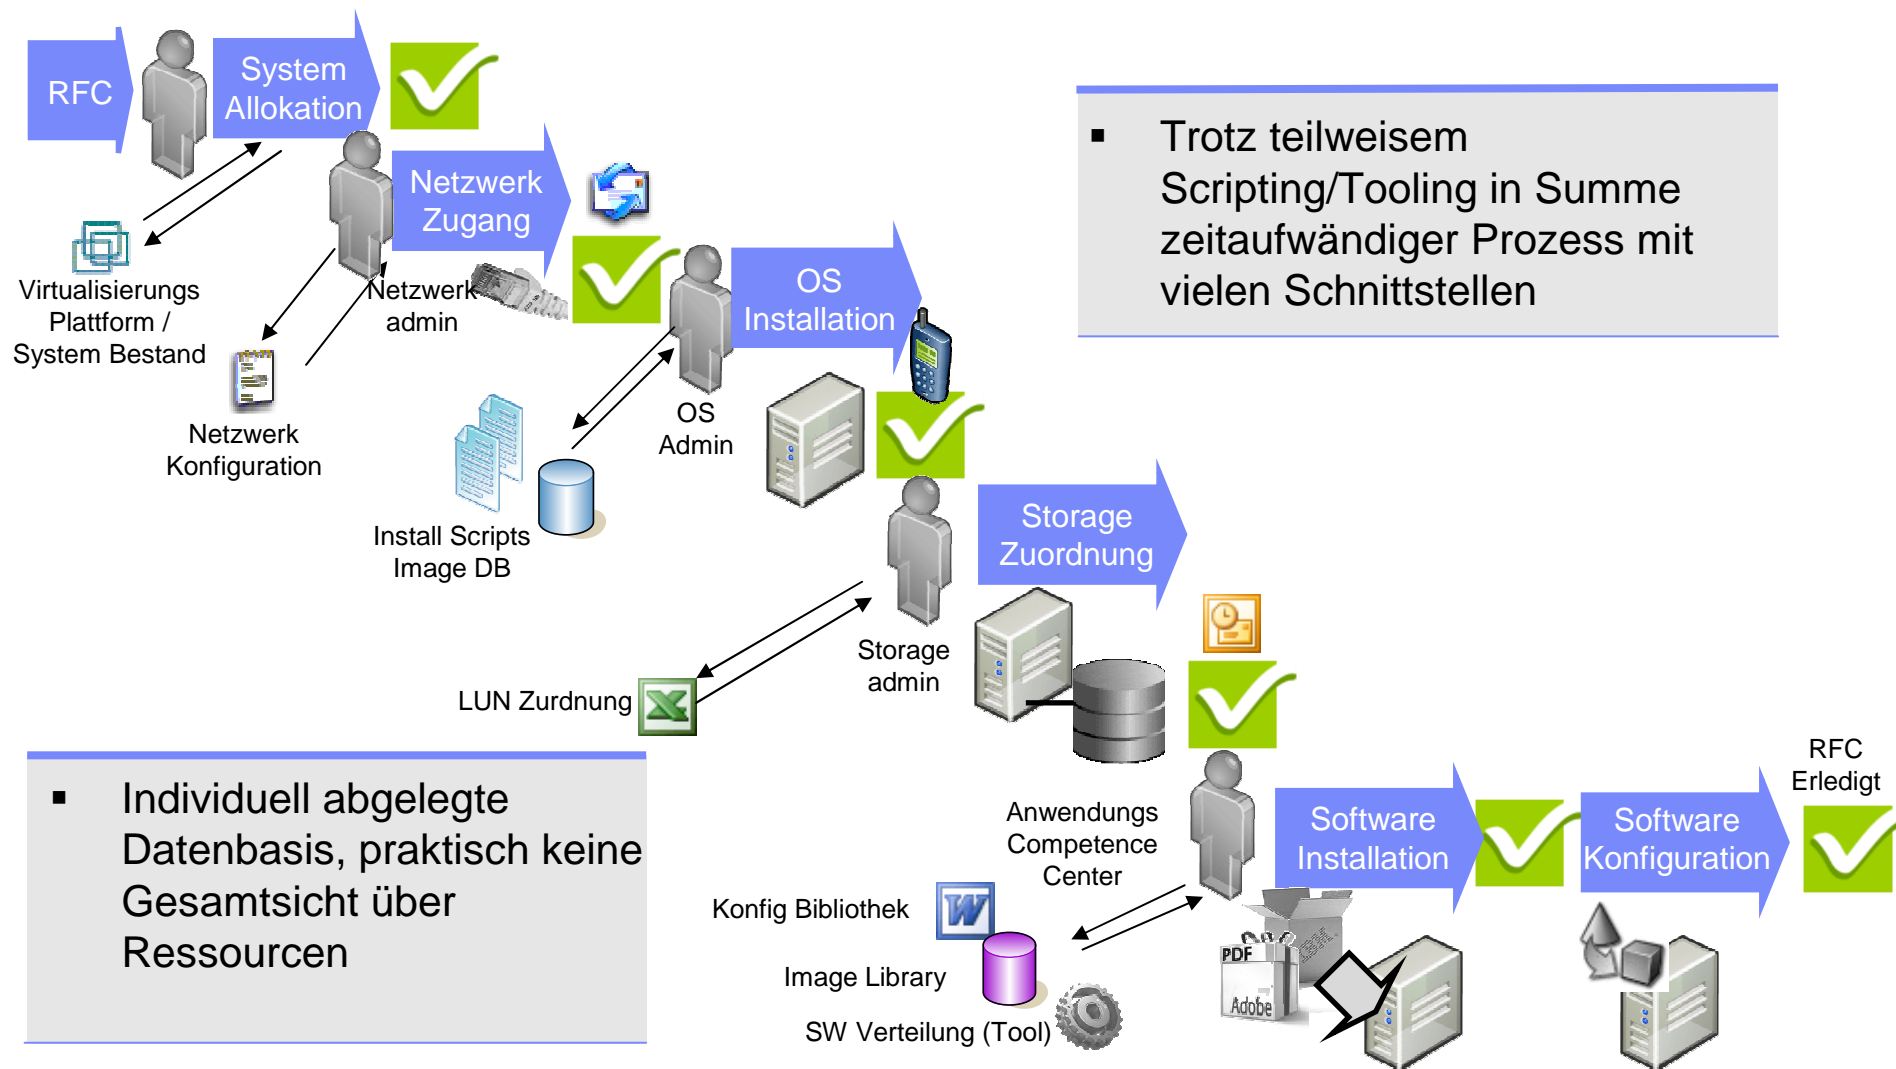 RFC
System
Allokation
Netzwerk
Zugang
Virtualisierungs
Plattform /
System Bestand
Netzwerk
admin
Netzwerk
Konfiguration
OS
Installation
OS
Admin
Install Scripts
Image DB
▪ Trotz teilweisem
Scripting/Tooling in Summe
zeitaufwändiger Prozess mit
vielen Schnittstellen
Storage
Zuordnung
Storage
admin
LUN Zurdnung
▪ Individuell abgelegte
Datenbasis, praktisch keine
Gesamtsicht über
Ressourcen
Anwendungs
Competence
Center
Software
Installation
Software
Konfiguration
RFC
Erledigt
Konfig Bibliothek
W
Image Library
SW Verteilung (Tool)
IBM
PDF
Adobe